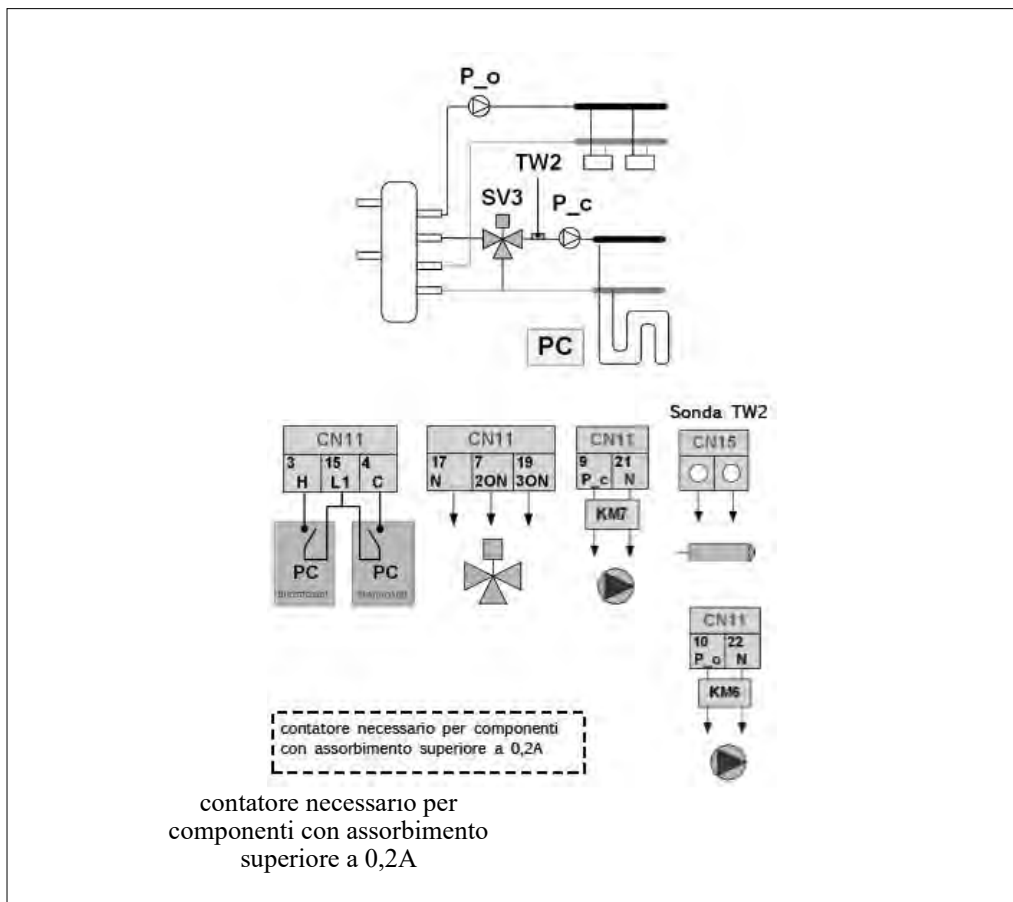 P_o
TW2
SV3
P_c
PC
Sonda TW2
CN11
3 15 4
H L1 C
PC PC
CN11
17 7 19
N 2ON 3ON
CN11
9 21
P_c N
KM7
CN15
CN11
10 22
P_o N
KM6
contatore necessario per componenti
con assorbimento superiore a 0,2A
contatore necessario per
componenti con assorbimento
superiore a 0,2A